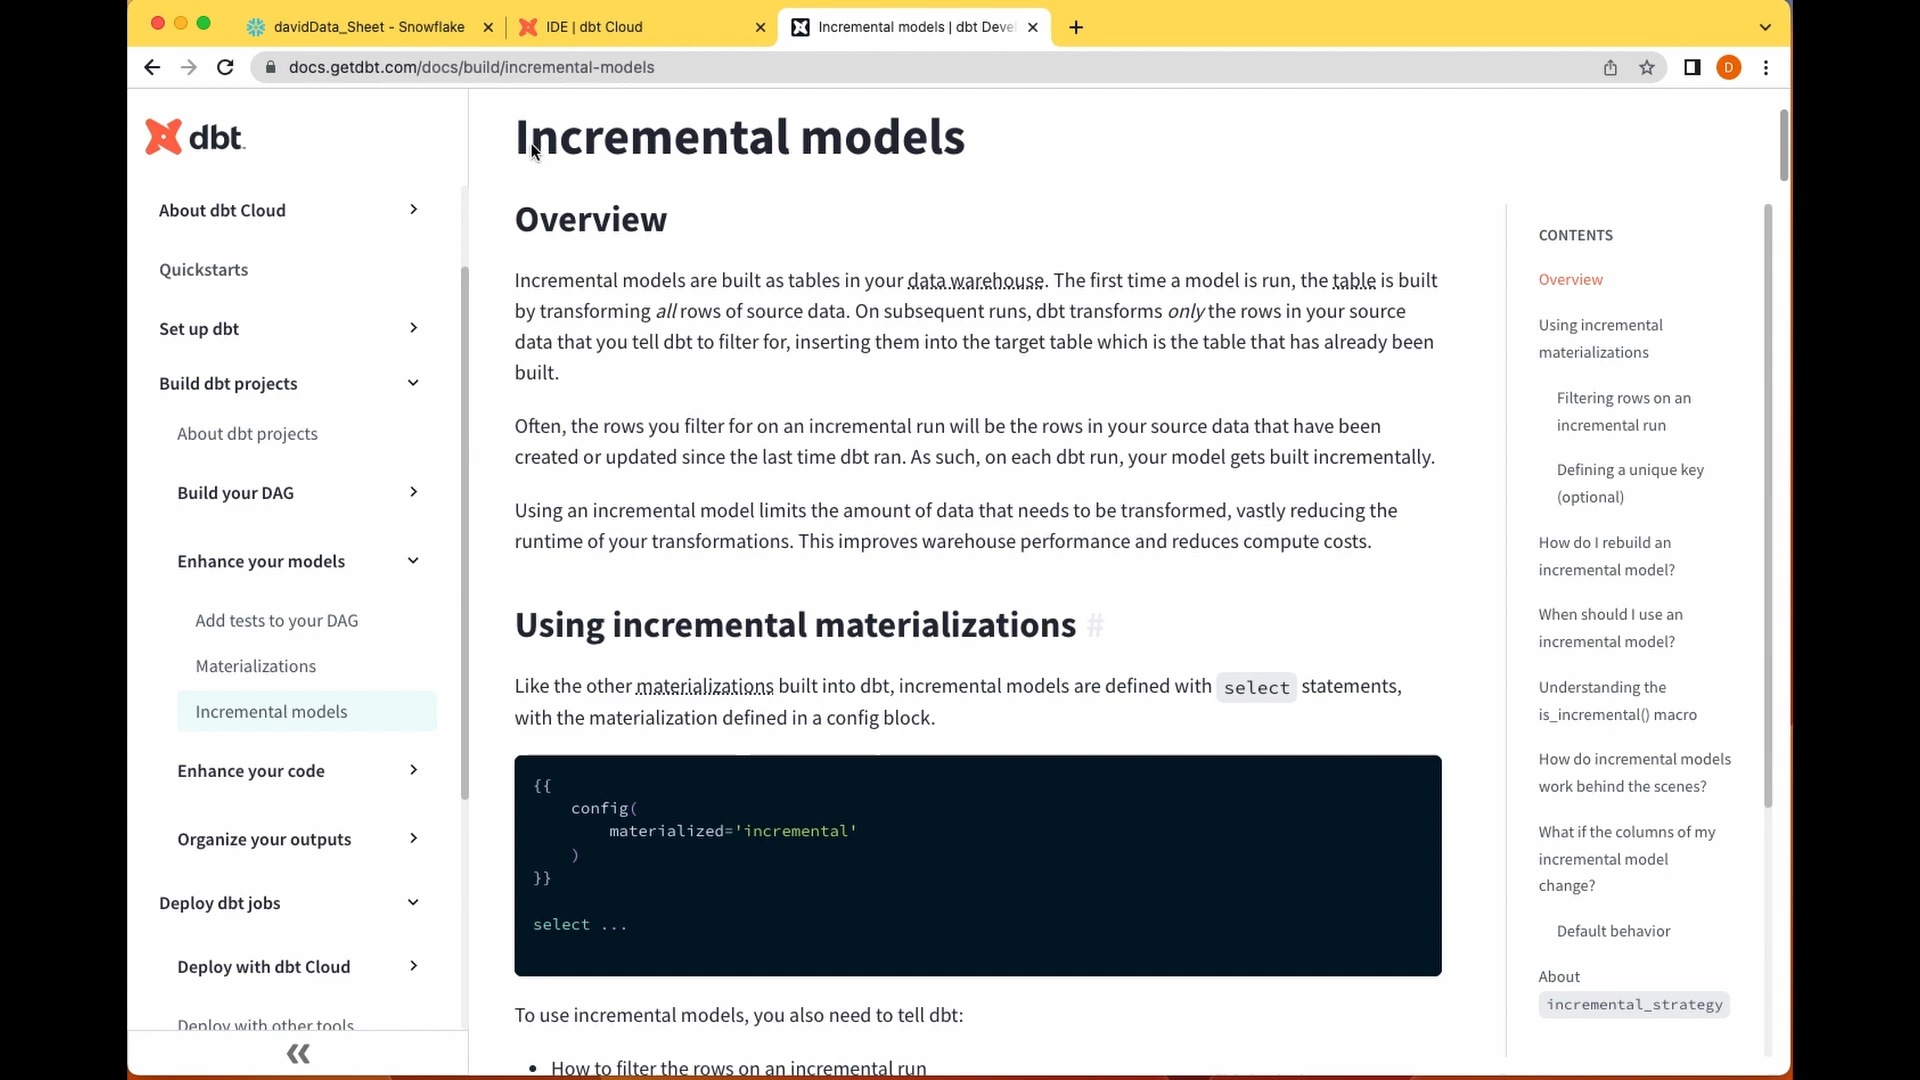 davidData_Sheet - Snowflake
IDE | dbt Cloud
Incremental models | dbt Deve
docs.getdbt.com/docs/build/incremental-models
D
dbt
About dbt Cloud
Quickstarts
Set up dbt
Build dbt projects
About dbt projects
Build your DAG
Enhance your models
Add tests to your DAG
Materializations
Incremental models
Enhance your code
Organize your outputs
Deploy dbt jobs
Deploy with dbt Cloud
Deploy with other tools
Incremental models
Overview
Incremental models are built as tables in your data warehouse. The first time a model is run, the table is built
by transforming all rows of source data. On subsequent runs, dbt transforms only the rows in your source
data that you tell dbt to filter for, inserting them into the target table which is the table that has already been
built.
Often, the rows you filter for on an incremental run will be the rows in your source data that have been
created or updated since the last time dbt ran. As such, on each dbt run, your model gets built incrementally.
Using an incremental model limits the amount of data that needs to be transformed, vastly reducing the
runtime of your transformations. This improves warehouse performance and reduces compute costs.
Using incremental materializations #
Like the other materializations built into dbt, incremental models are defined with select statements,
with the materialization defined in a config block.
{{
config(
materialized='incremental'
)
}}
select ...
To use incremental models, you also need to tell dbt:
• How to filter the rows on an incremental run
CONTENTS
Overview
Using incremental
materializations
Filtering rows on an
incremental run
Defining a unique key
(optional)
How do I rebuild an
incremental model?
When should I use an
incremental model?
Understanding the
is_incremental() macro
How do incremental models
work behind the scenes?
What if the columns of my
incremental model
change?
Default behavior
About
incremental_strategy